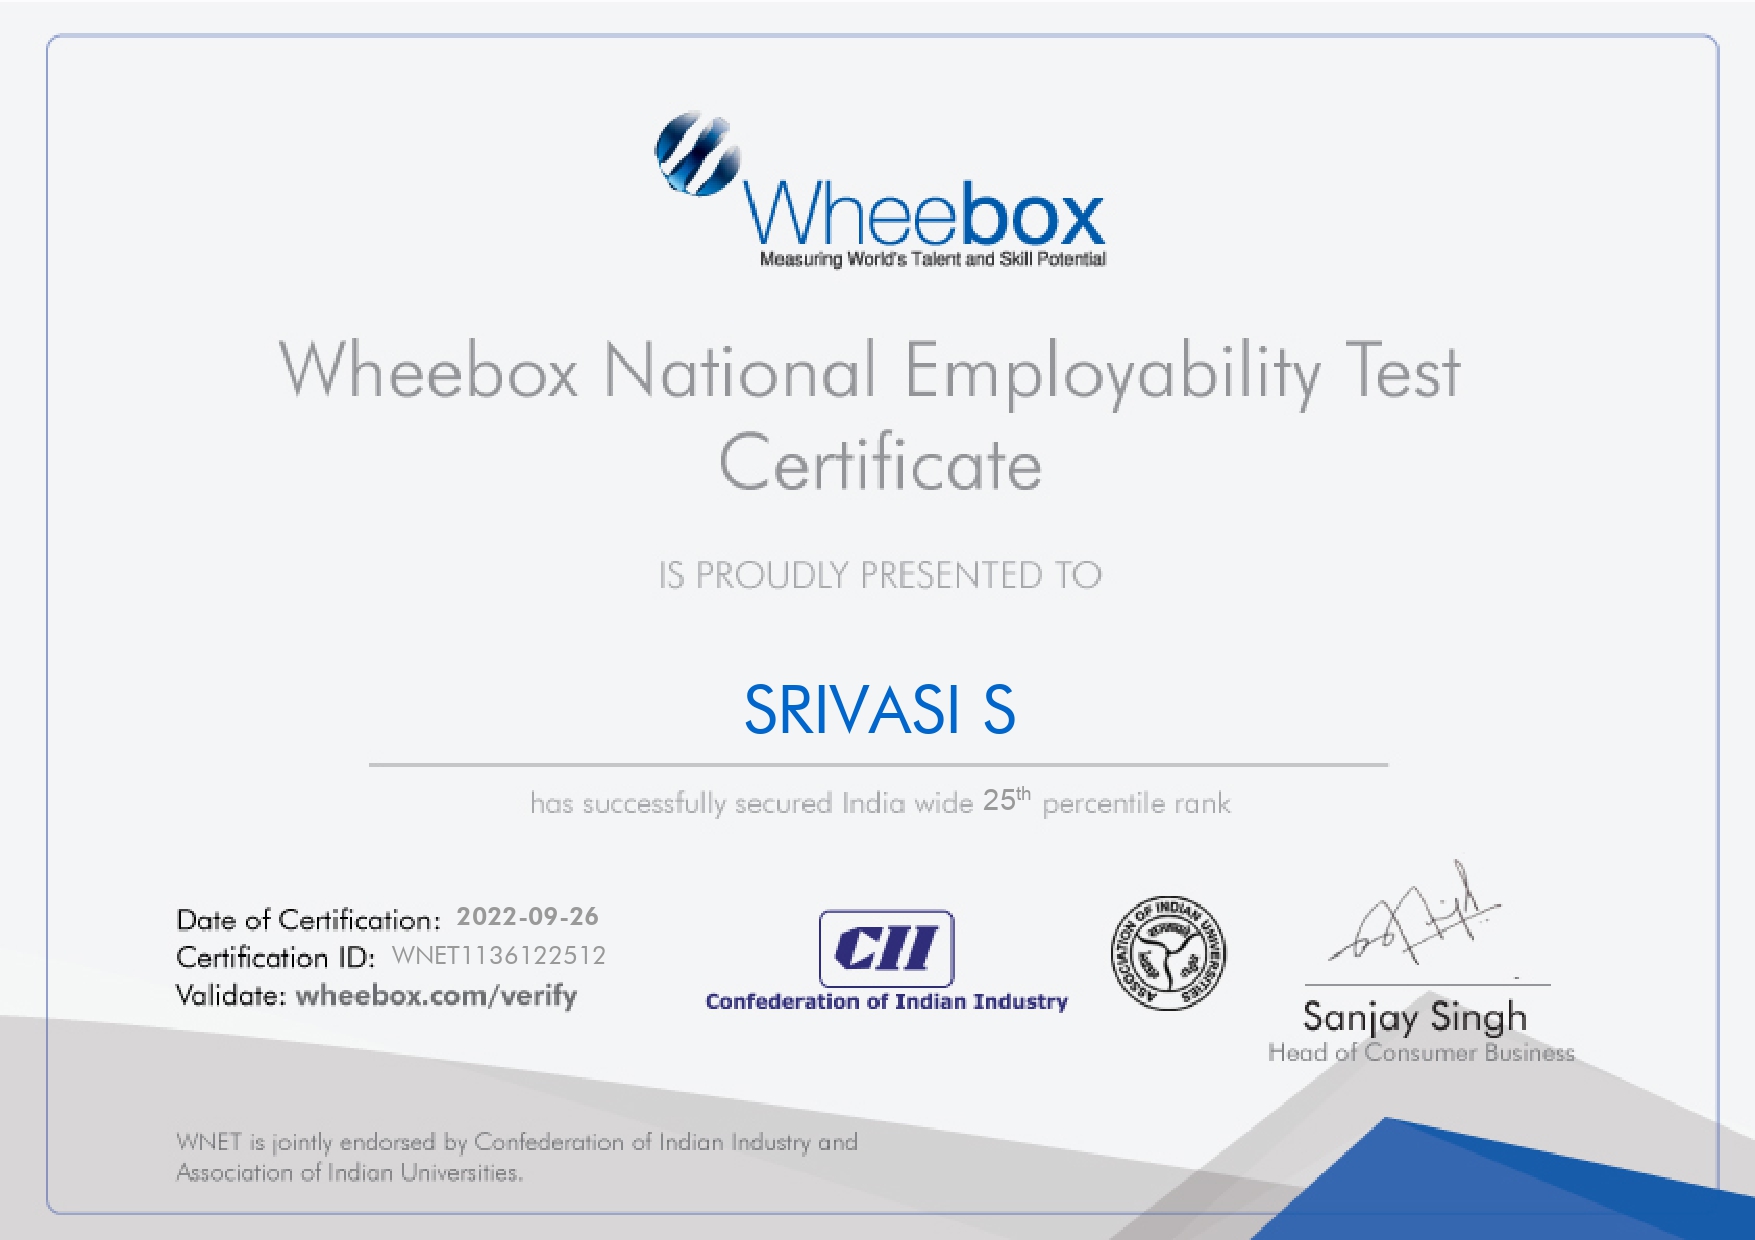 Wheebox
Measuring World's Talent and Skill Potential
Wheebox National Employability Test
Certificate
IS PROUDLY PRESENTED TO
SRIVASI S
has successfully secured India wide 25th percentile rank
Date of Certification: 2022-09-26
Certification ID: WNET1136122512
Validate: wheebox.com/verify
CII
Confederation of Indian Industry
ASSOCIATION OF INDIAN UNIVERSITIES
Sanjay Singh
Head of Consumer Business
WNET is jointly endorsed by Confederation of Indian Industry and
Association of Indian Universities.